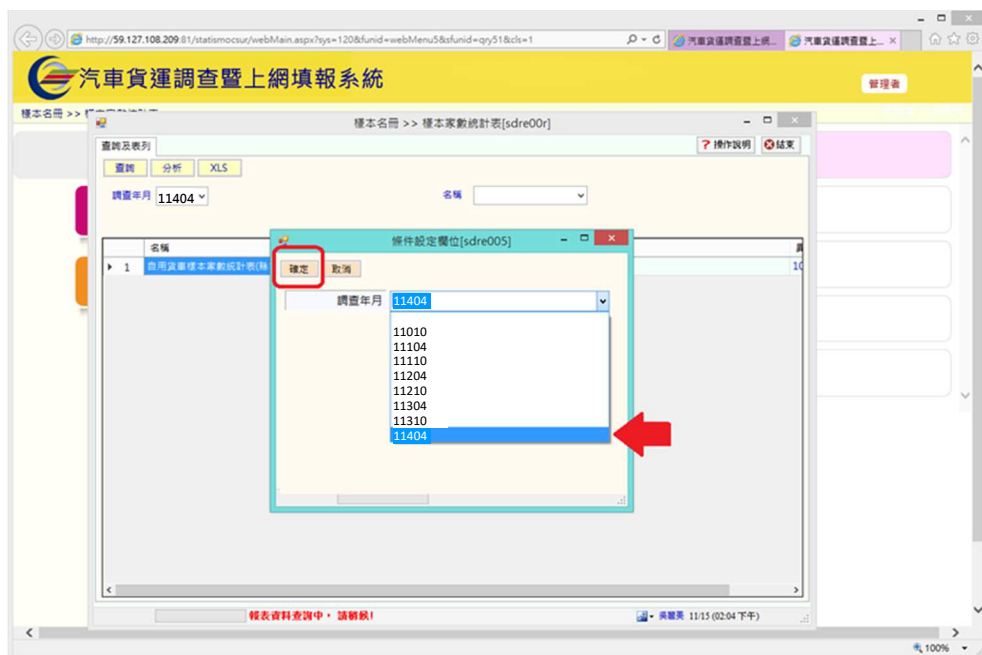 http://59.127.108.209:81/statismocsur/webMain.aspx?sys=120&funid=webMenu5&sfunid=qry51&cls=1
汽車貨運調查暨上網...
汽車貨運調查暨上... ×
汽車貨運調查暨上網填報系統
管理者
樣本名冊 >>
樣本名冊 >> 樣本家數統計表[sdre00r]
查詢及表列
? 操作說明
結束
查詢 分析 XLS
調查年月 11404
名稱
名稱
1 自用貨車樣本家數統計表(
10
條件設定欄位[sdre005]
確定 取消
調查年月 11404
11010
11104
11110
11204
11210
11304
11310
11404
報表資料查詢中, 請稍候!
11/15 (02:04 下午)
100%